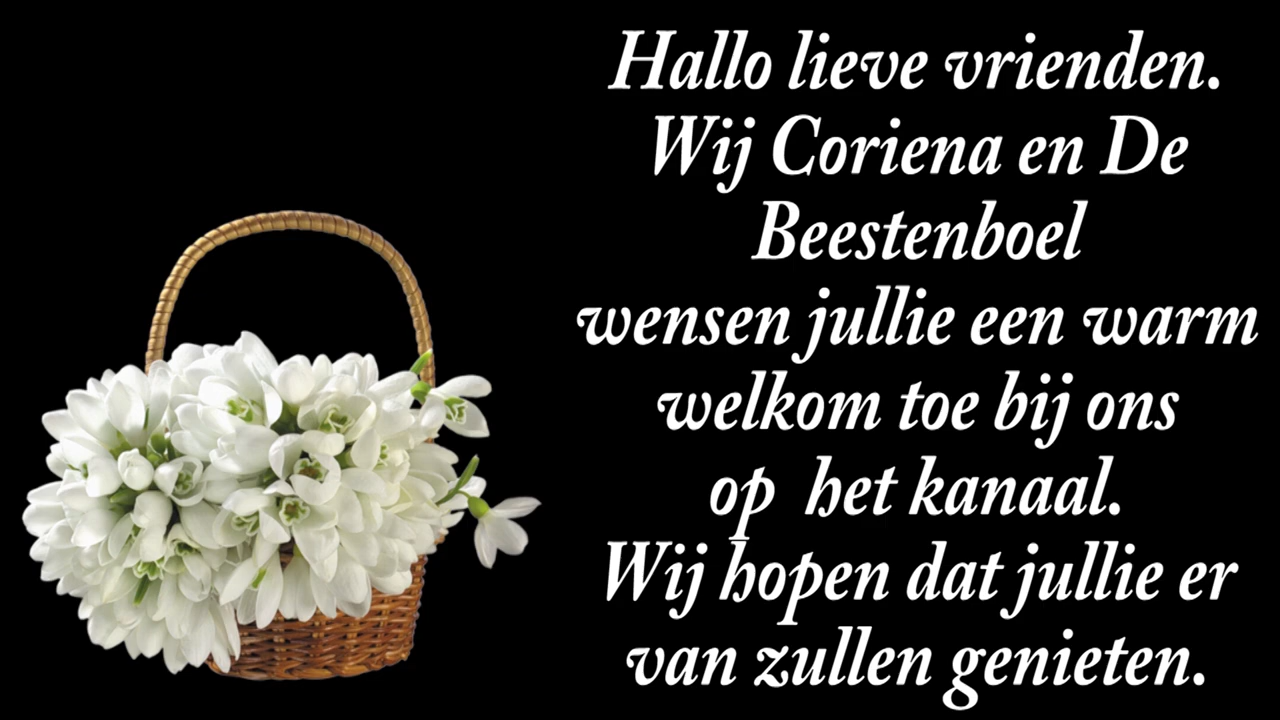 Hallo lieve vrienden.
Wij Coriena en De
Beestenboel
wensen jullie een warm
welkom toe bij ons
op het kanaal.
Wij hopen dat jullie er
van zullen genieten.